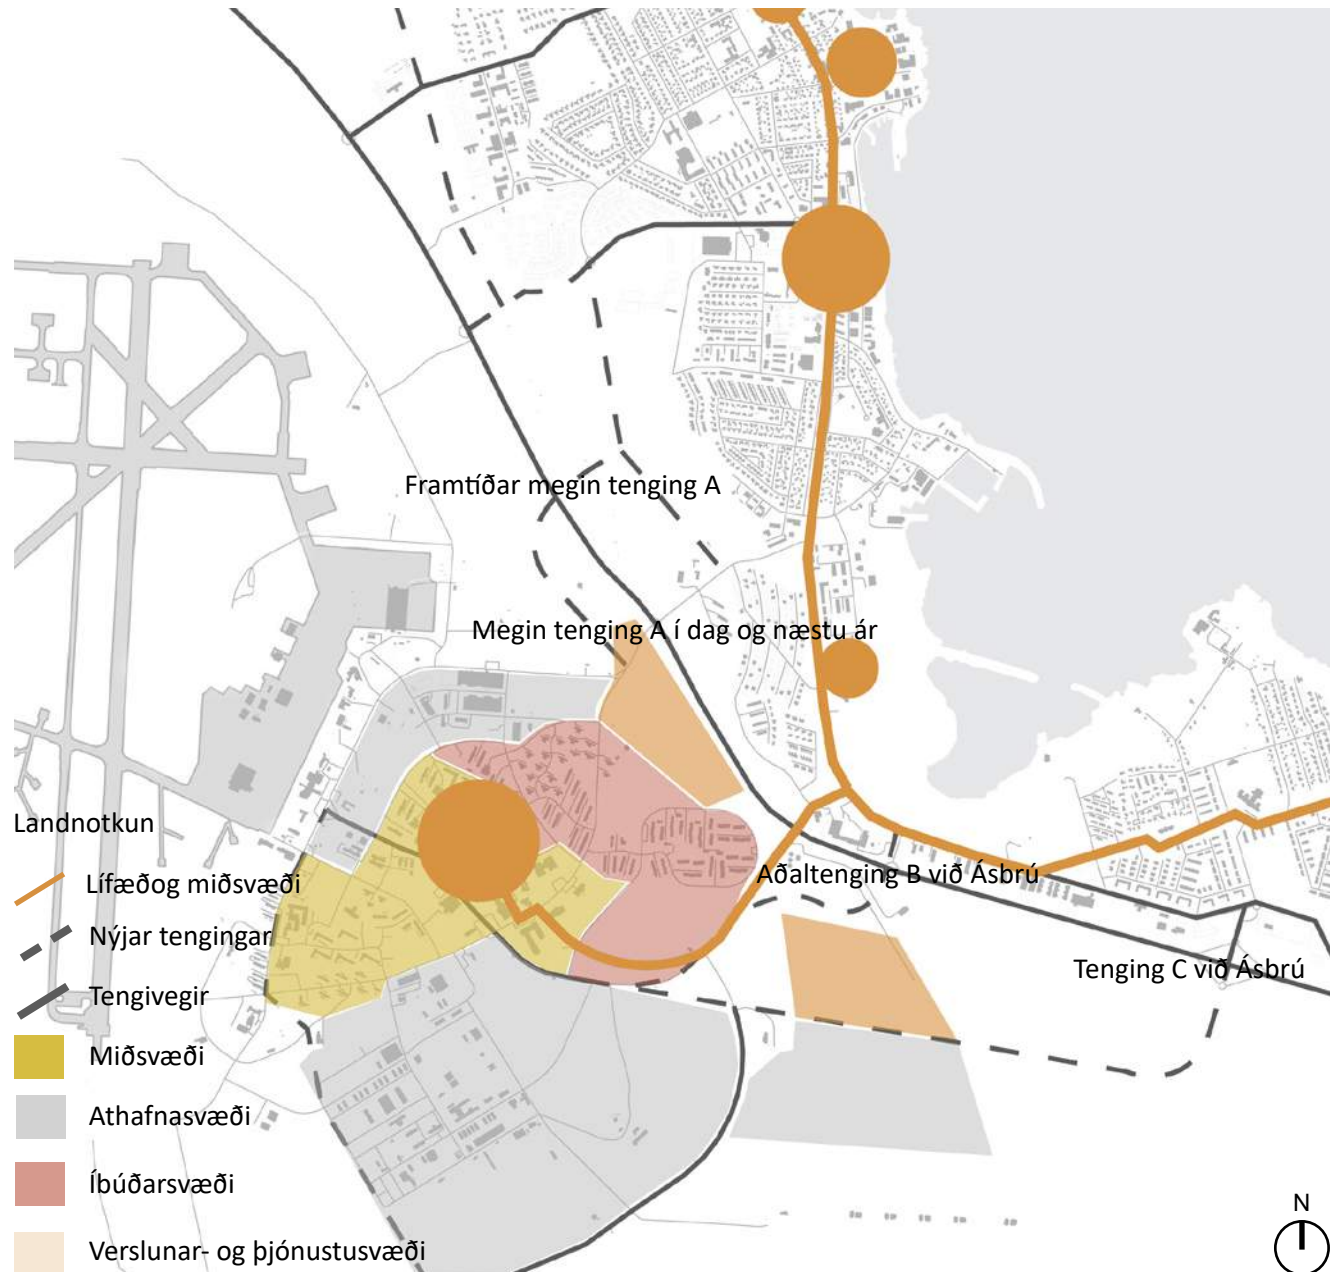 Framtíðar megin tenging A
Megin tenging A í dag og næstu ár
Landnotkun
Lífæðog miðsvæði
Aðaltenging B við Ásbrú
Nýjar tengingar
Tenging C við Ásbrú
Tengivegir
Miðsvæði
Athafnasvæði
Íbúðarsvæði
Verslunar- og þjónustusvæði
N